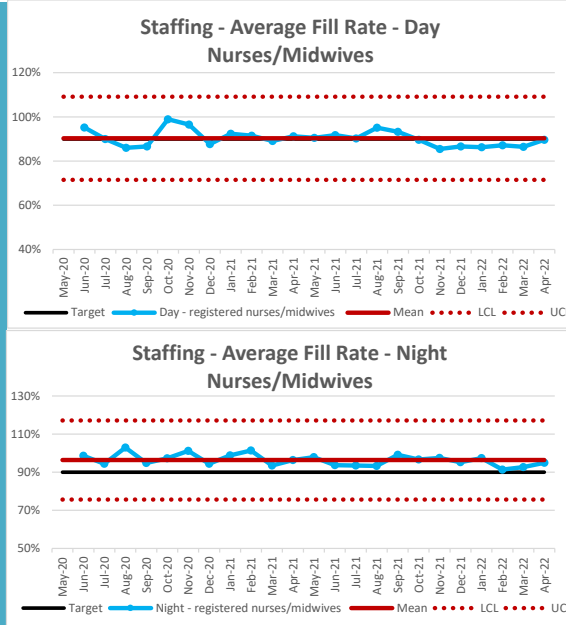 Staffing - Average Fill Rate - Day
Nurses/Midwives
120%
100%
80%
60%
40%
May-20
Jun-20
Jul-20
Aug-20
Sep-20
Oct-20
Nov-20
Dec-20
Jan-21
Feb-21
Mar-21
Apr-21
May-21
Jun-21
Jul-21
Aug-21
Sep-21
Oct-21
Nov-21
Dec-21
Jan-22
Feb-22
Mar-22
Apr-22
Target Day - registered nurses/midwives Mean LCL UC
Staffing - Average Fill Rate - Night
Nurses/Midwives
130%
110%
90%
70%
50%
May-20
Jun-20
Jul-20
Aug-20
Sep-20
Oct-20
Nov-20
Dec-20
Jan-21
Feb-21
Mar-21
Apr-21
May-21
Jun-21
Jul-21
Aug-21
Sep-21
Oct-21
Nov-21
Dec-21
Jan-22
Feb-22
Mar-22
Apr-22
Target Night - registered nurses/midwives Mean LCL UC